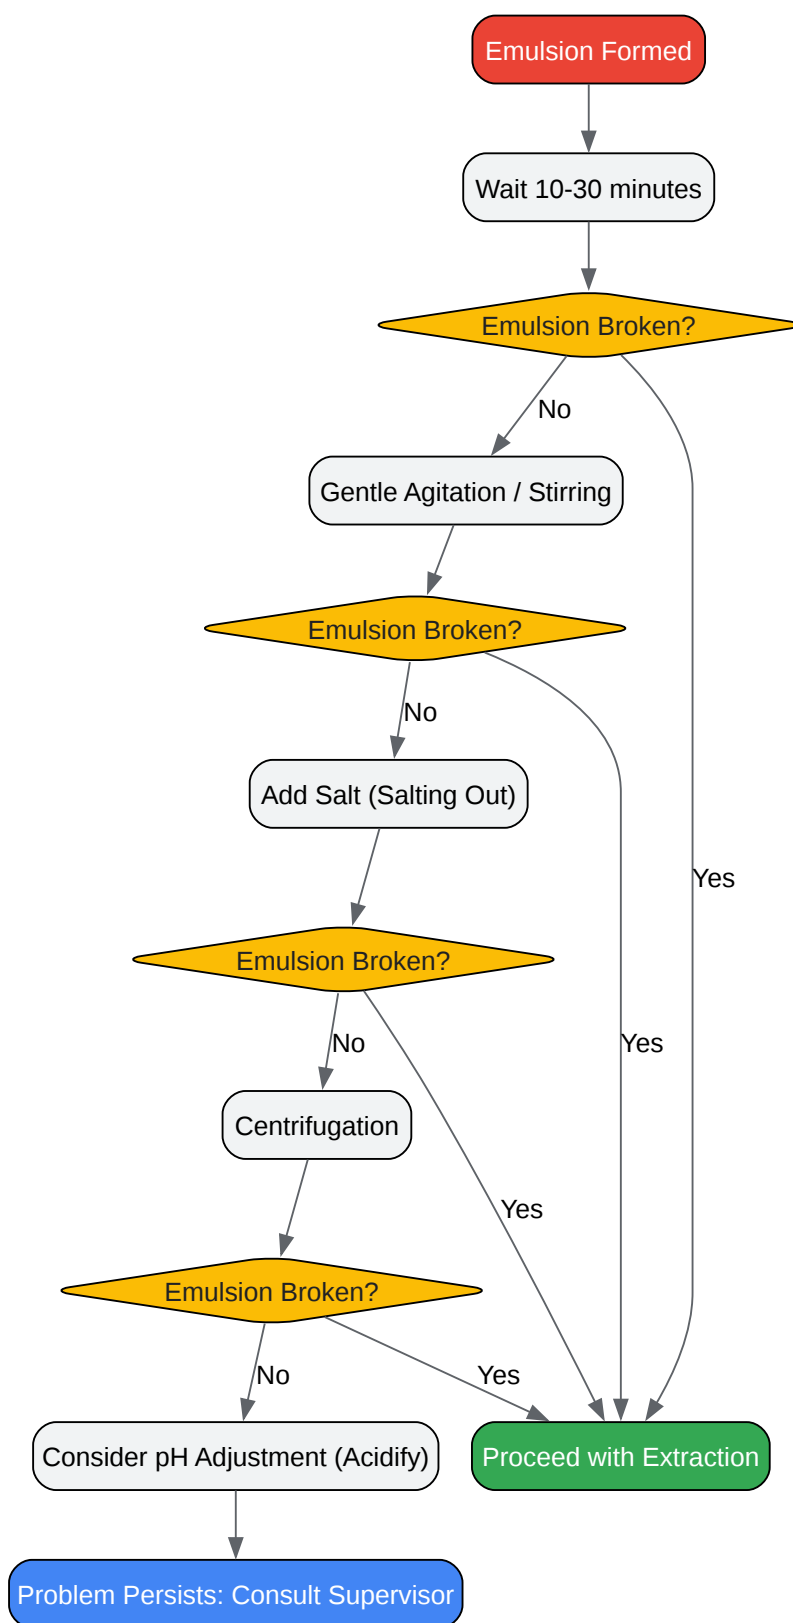 Emulsion Formed
Wait 10-30 minutes
Emulsion Broken?
No
Gentle Agitation / Stirring
Emulsion Broken?
No
Add Salt (Salting Out)
Yes
Emulsion Broken?
No
Yes
Centrifugation
Yes
Emulsion Broken?
No
Yes
Consider pH Adjustment (Acidify)
Proceed with Extraction
Problem Persists: Consult Supervisor